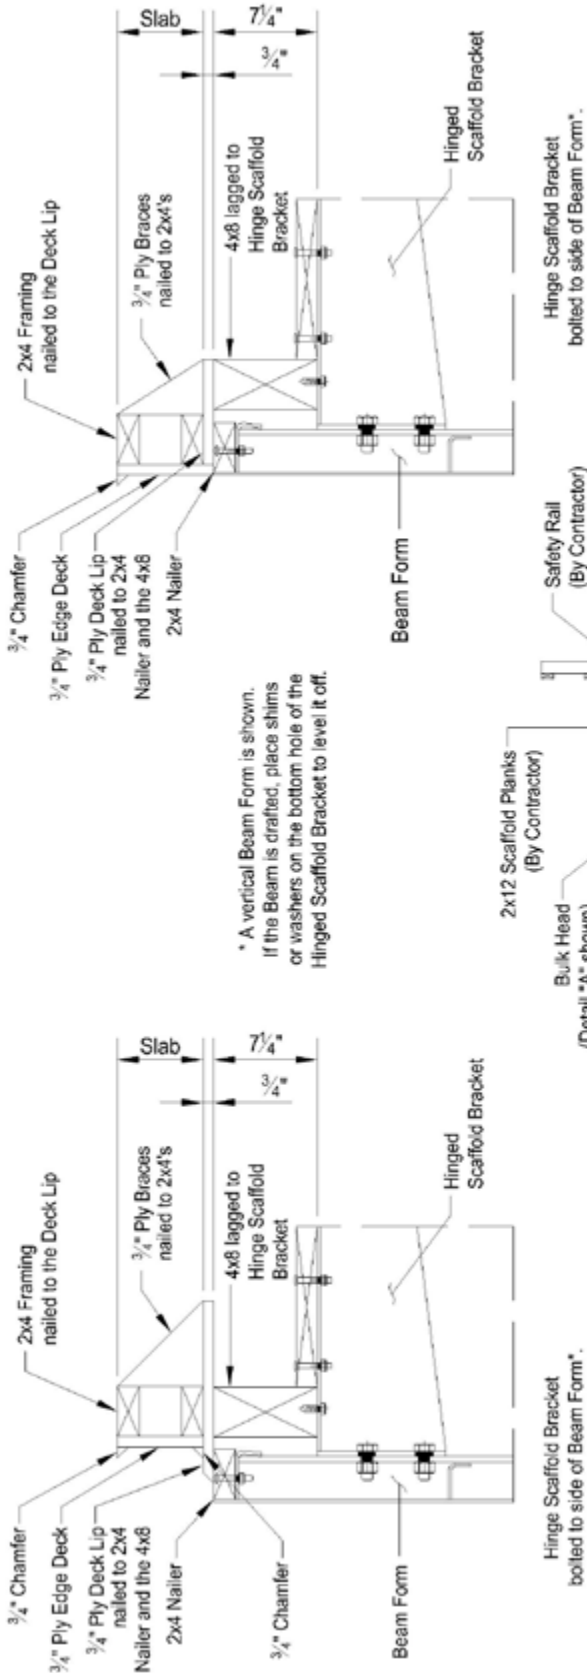 3/4" Chamfer
2x4 Framing
nailed to the Deck Lip
3/4" Ply Edge Deck
3/4" Ply Braces
nailed to 2x4's
3/4" Ply Deck Lip
nailed to 2x4
Nailer and the 4x8
2x4 Nailer
4x8 lagged to
Hinge Scaffold
Bracket
Slab
3/4"
7 1/4"
3/4" Chamfer
Beam Form
Hinged
Scaffold Bracket
Hinge Scaffold Bracket
bolted to side of Beam Form*.
* A vertical Beam Form is shown.
If the Beam is drafted, place shims
or washers on the bottom hole of the
Hinged Scaffold Bracket to level it off.
3/4" Chamfer
2x4 Framing
nailed to the Deck Lip
3/4" Ply Edge Deck
3/4" Ply Braces
nailed to 2x4's
3/4" Ply Deck Lip
nailed to 2x4
Nailer and the 4x8
2x4 Nailer
4x8 lagged to
Hinge Scaffold
Bracket
Slab
3/4"
7 1/4"
Beam Form
Hinged
Scaffold Bracket
Hinge Scaffold Bracket
bolted to side of Beam Form*.
2x12 Scaffold Planks
(By Contractor)
Bulk Head
(Detail "A" shown)
Safety Rail
(By Contractor)